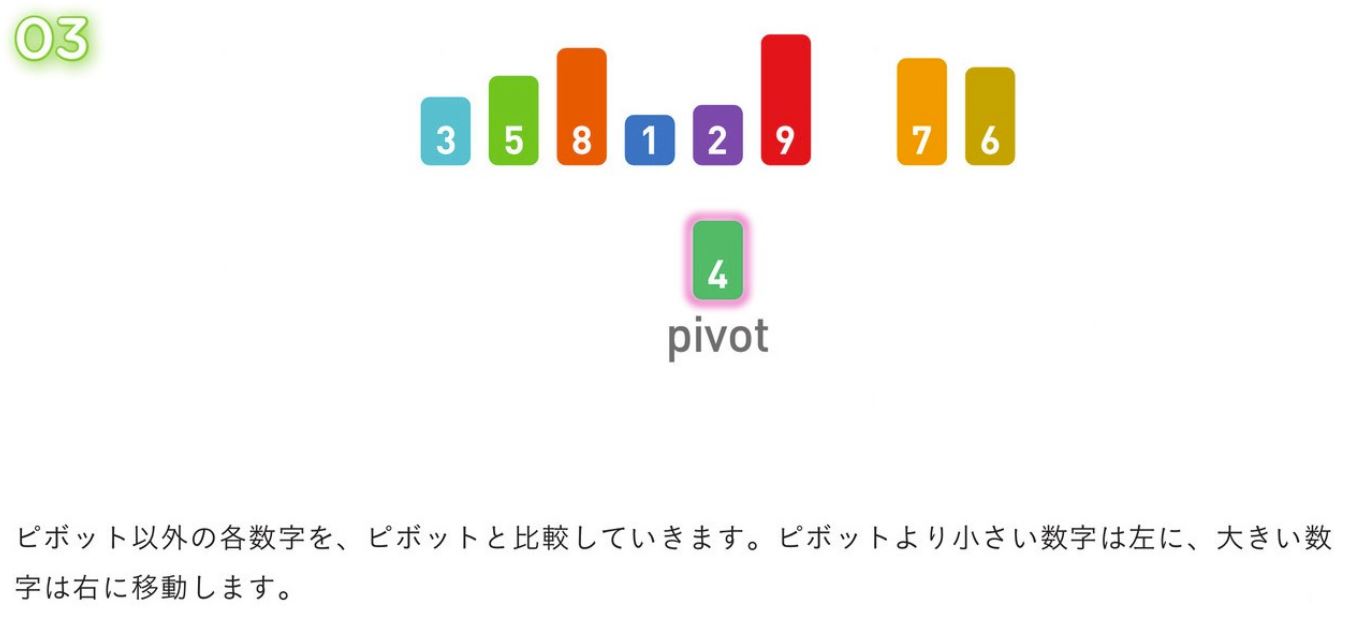 03
3 5 8 1 2 9 7 6
4
pivot
ピボット以外の各数字を、ピボットと比較していきます。ピボットより小さい数字は左に、大きい数
字は右に移動します。